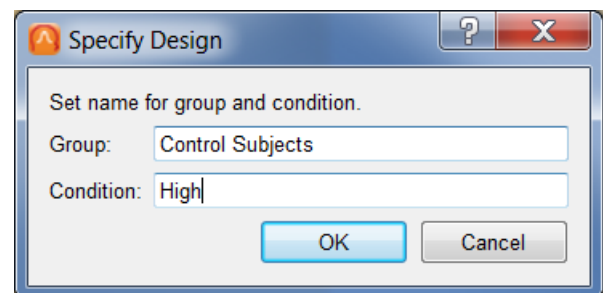 Specify Design
Set name for group and condition.
Group: Control Subjects
Condition: High
OK Cancel